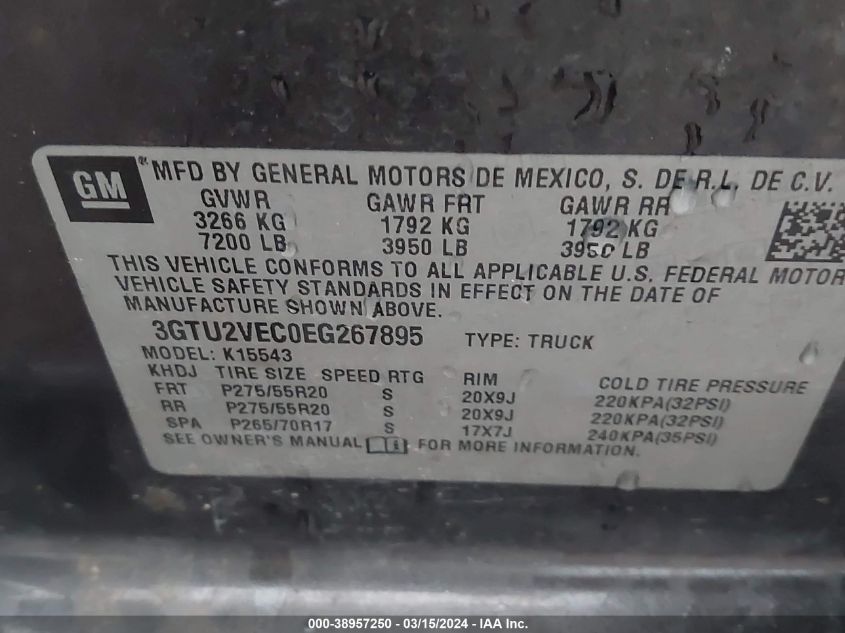 GM
® MFD BY GENERAL MOTORS DE MEXICO, S. DE R.L. DE C.V.
GVWR GAWR FRT GAWR RR
3266 KG 1792 KG 1792 KG
7200 LB 3950 LB 3950 LB
THIS VEHICLE CONFORMS TO ALL APPLICABLE U.S. FEDERAL MOTOR
VEHICLE SAFETY STANDARDS IN EFFECT ON THE DATE OF
MANUFACTURE SHOWN ABOVE.
3GTU2VEC0EG267895 TYPE: TRUCK
MODEL: K15543
KHDJ TIRE SIZE SPEED RTG RIM COLD TIRE PRESSURE
FRT P275/55R20 S 20X9J 220KPA(32PSI)
RR P275/55R20 S 20X9J 220KPA(32PSI)
SPA P265/70R17 S 17X7J 240KPA(35PSI)
SEE OWNER'S MANUAL FOR MORE INFORMATION.
000-38957250 - 03/15/2024 - IAA Inc.